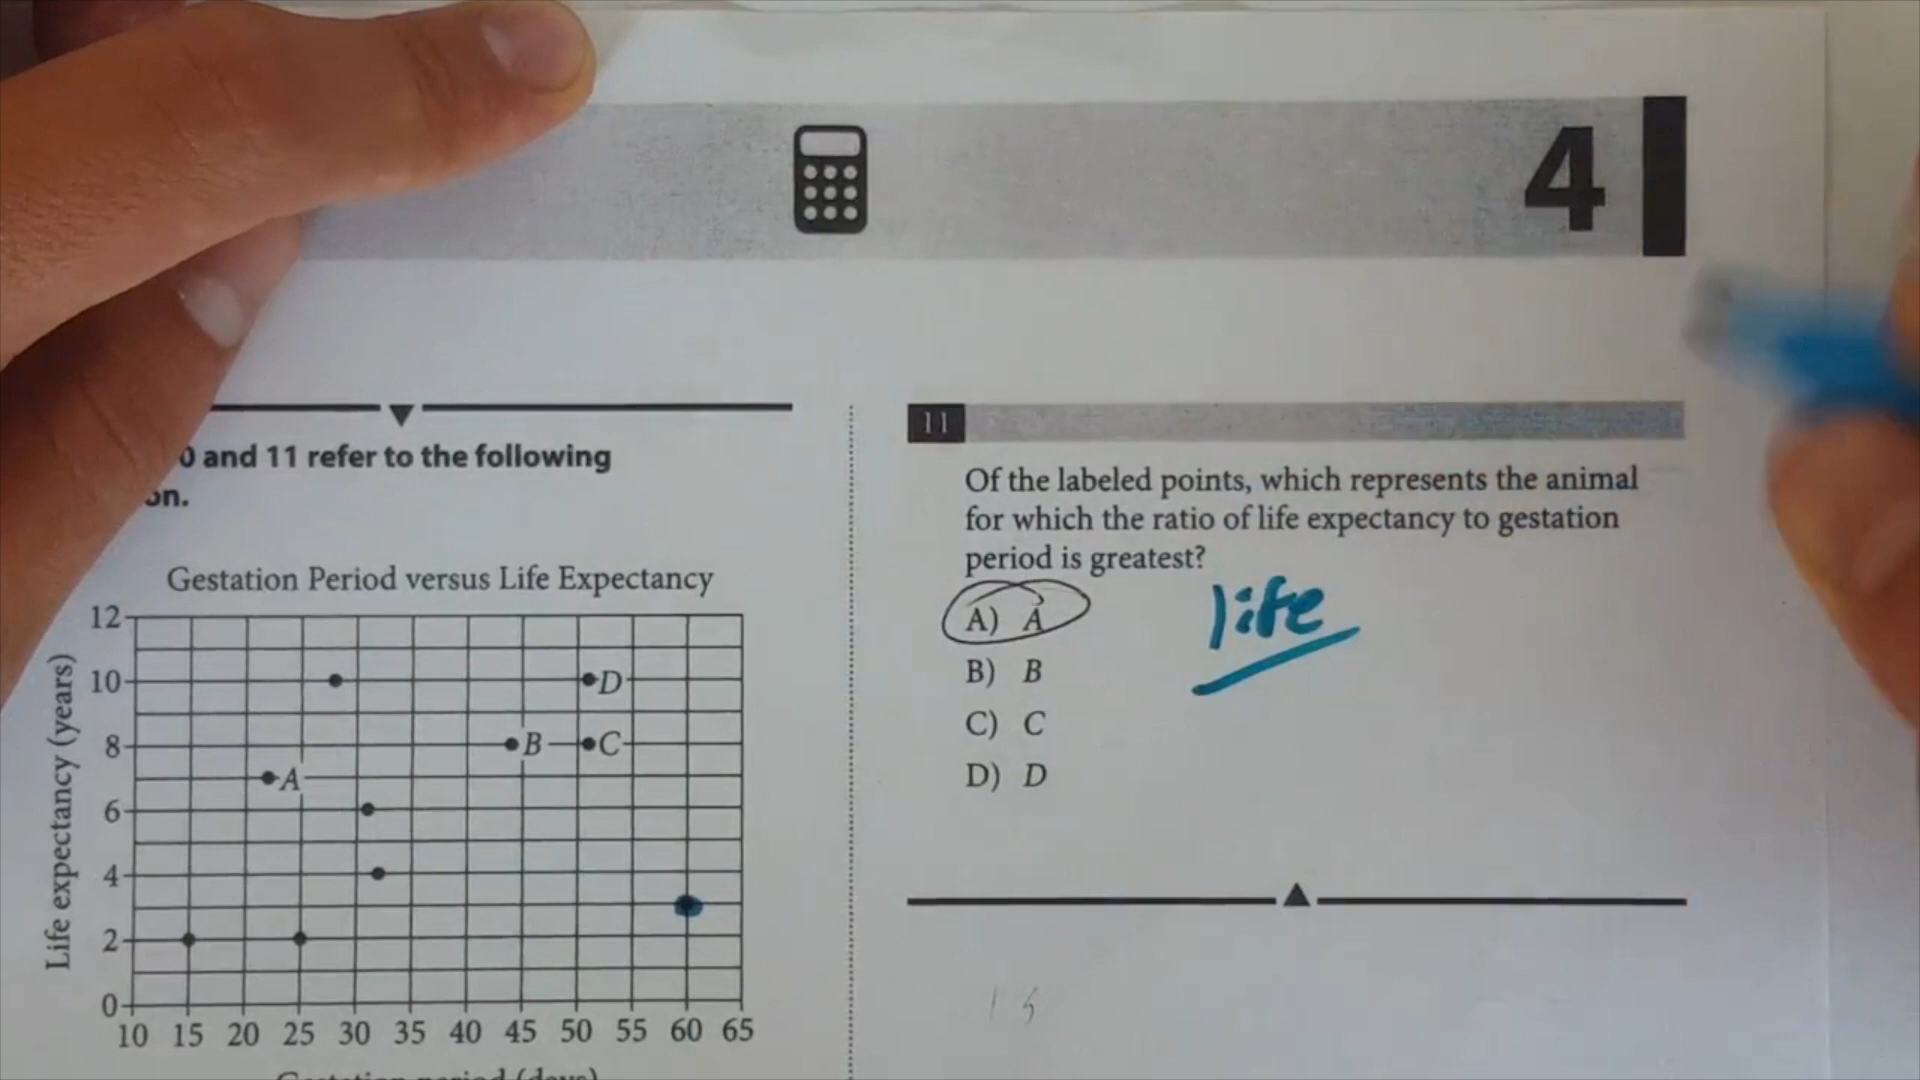 4
0 and 11 refer to the following
on.
Gestation Period versus Life Expectancy
Life expectancy (years)
12
10
8
6
4
2
0
D
B
C
A
10 15 20 25 30 35 40 45 50 55 60 65
Gestation period (days)
11
Of the labeled points, which represents the animal
for which the ratio of life expectancy to gestation
period is greatest?
A) A
B) B
C) C
D) D
life